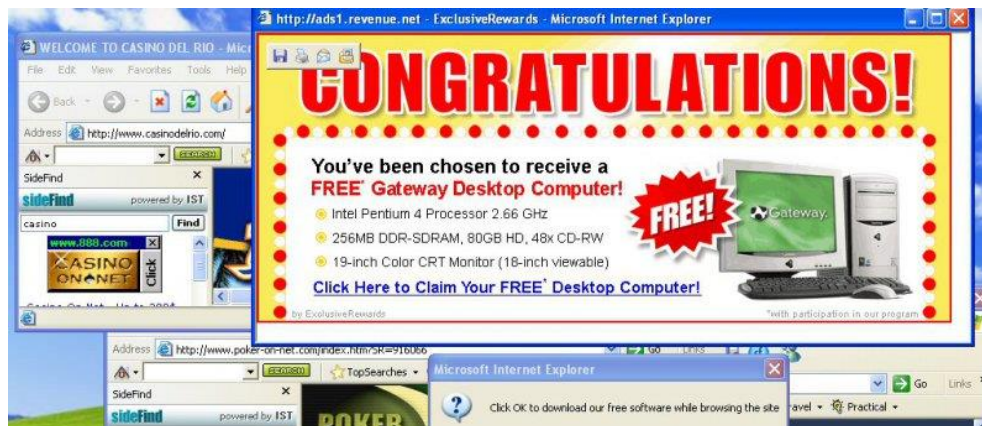 http://ads1.revenue.net - ExclusiveRewards - Microsoft Internet Explorer
CONGRATULATIONS!
You've been chosen to receive a
FREE* Gateway Desktop Computer!
Intel Pentium 4 Processor 2.66 GHz
256MB DDR-SDRAM, 80GB HD, 48x CD-RW
19-inch Color CRT Monitor (18-inch viewable)
Click Here to Claim Your FREE* Desktop Computer!
FREE!
Gateway.
by ExclusiveRewards
*with participation in our program
WELCOME TO CASINO DEL RIO - Micr
File Edit View Favorites Tools Help
Back
Address http://www.casinodelrio.com/
SEARCH
SideFind
sideFind powered by IST
casino Find
www.888.com
CASINO
ON NET
Click
Address http://www.poker-on-net.com/index.htm?SR=916066
Go Links
SEARCH TopSearches
SideFind
sideFind powered by IST
POKER
Microsoft Internet Explorer
Click OK to download our free software while browsing the site
Go Links
ravel Practical